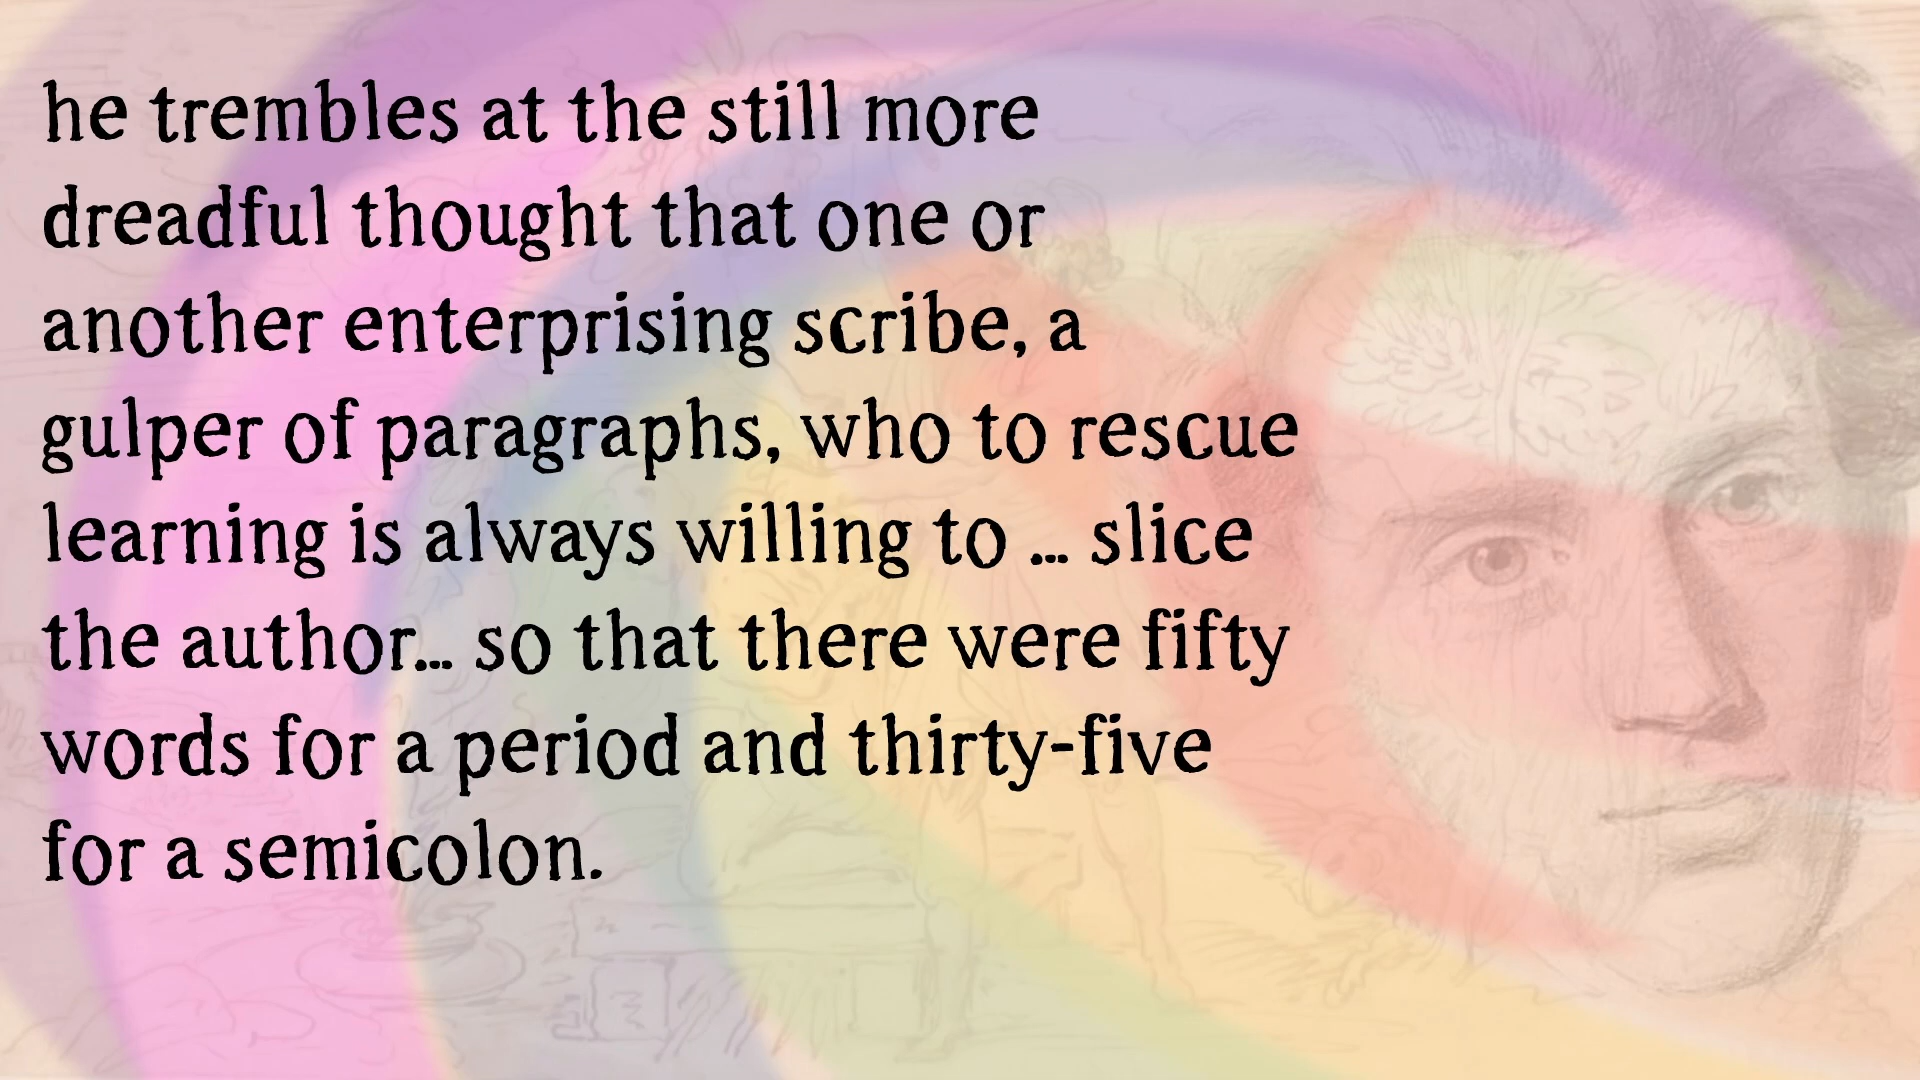 he trembles at the still more
dreadful thought that one or
another enterprising scribe, a
gulper of paragraphs, who to rescue
learning is always willing to ... slice
the author... so that there were fifty
words for a period and thirty-five
for a semicolon.